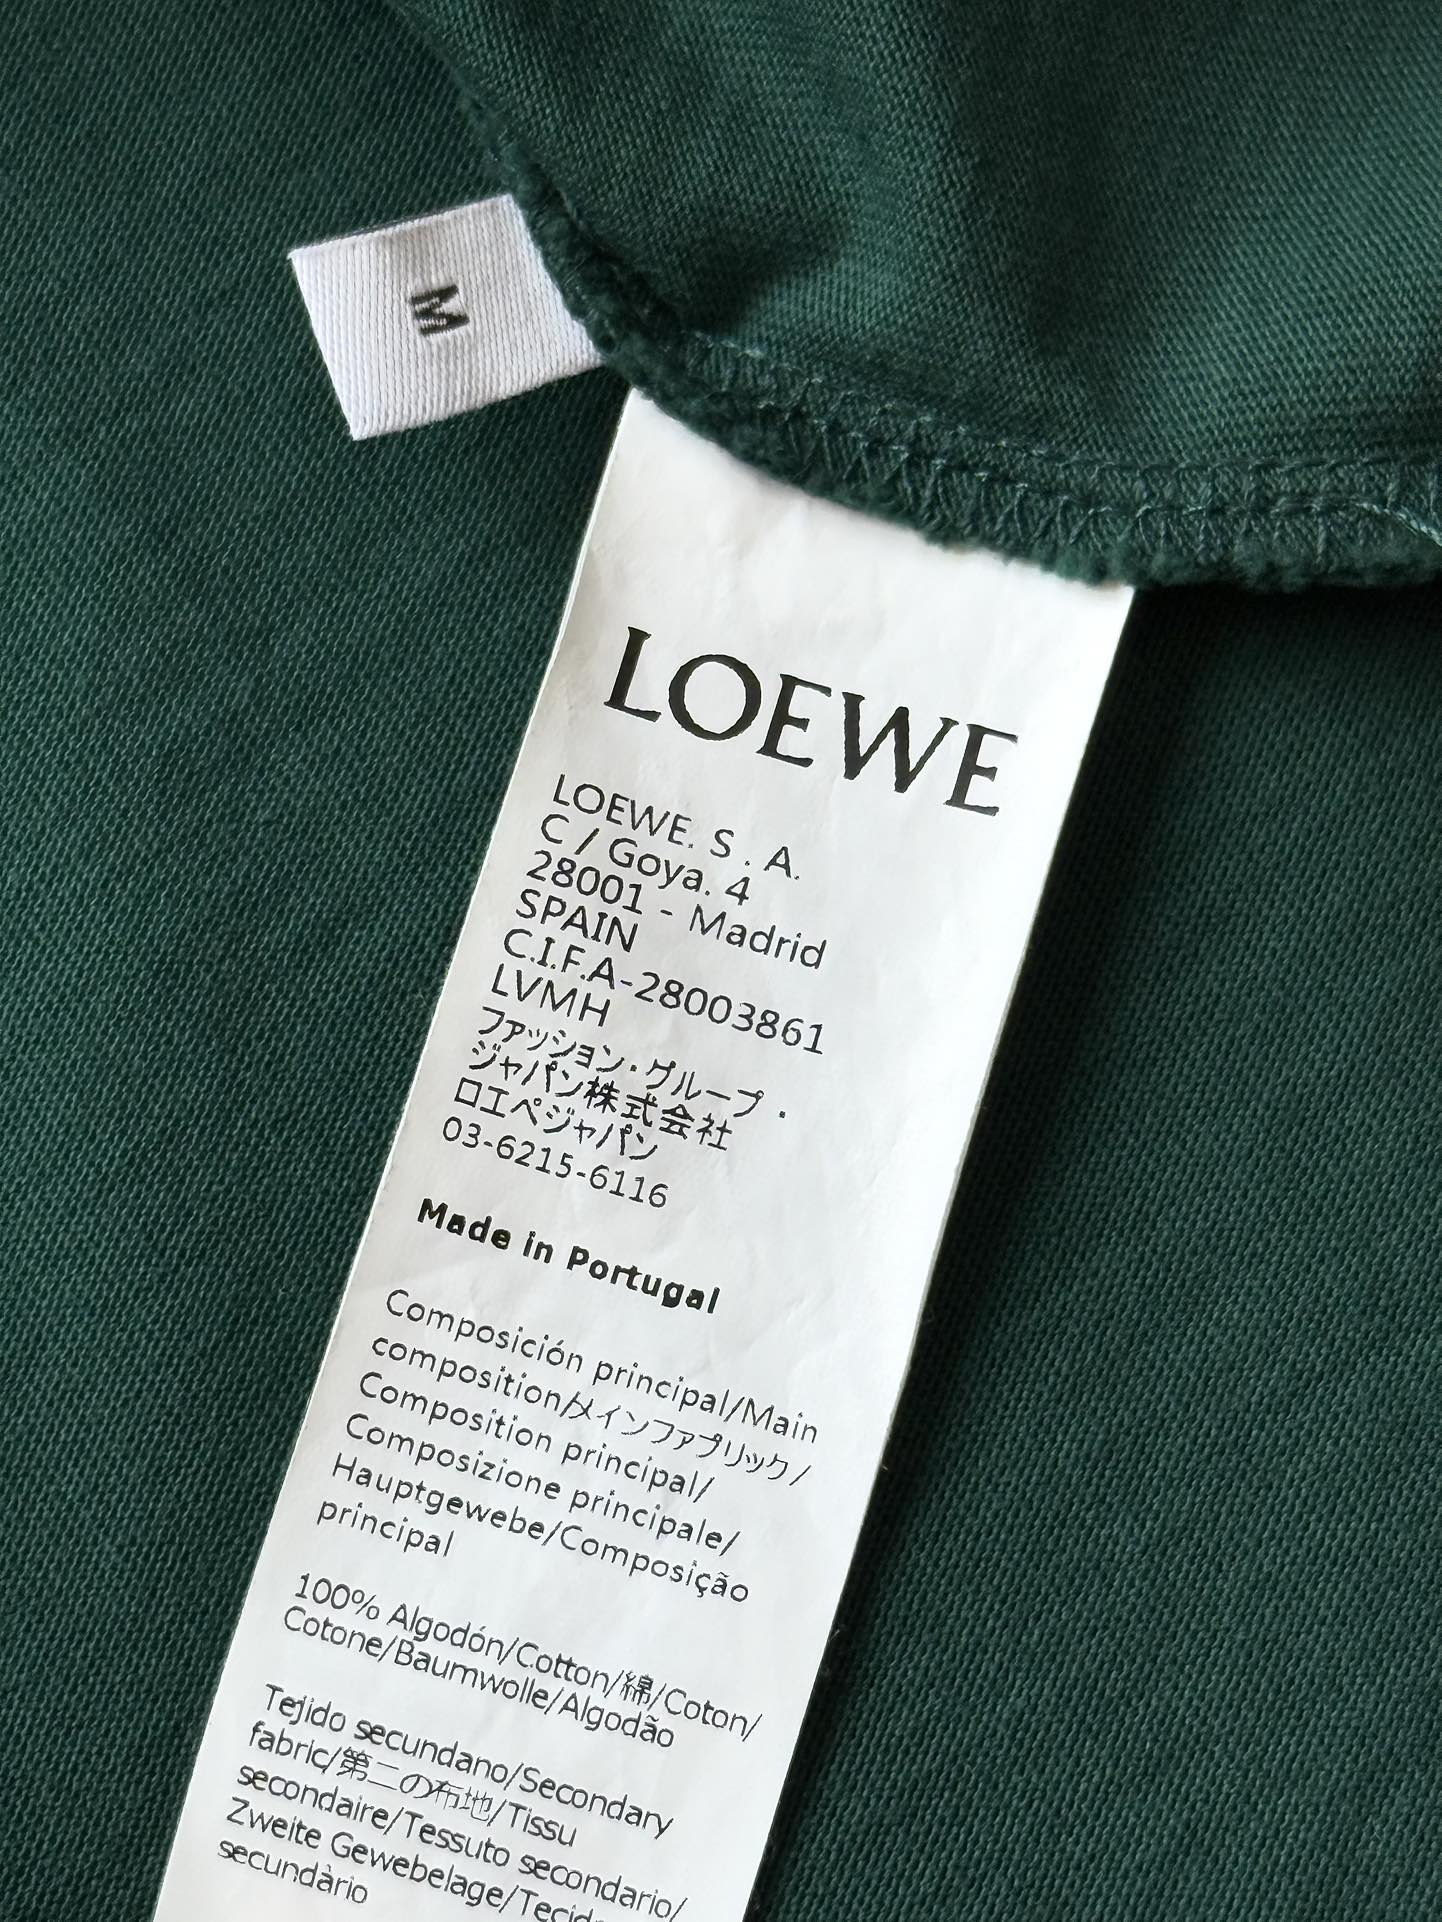 M
LOEWE
LOEWE. S . A.
C / Goya. 4
28001 - Madrid
SPAIN
C.I.F.A-28003861
LVMH
ファッション・グループ・
ジャパン株式会社
ロエベジャパン
03-6215-6116
Made in Portugal
Composición principal/Main
composition/メインファブリック/
Composition principal/
Composizione principale/
Hauptgewebe/Composição
principal
100% Algodón/Cotton/綿/Coton/
Cotone/Baumwolle/Algodão
Tejido secundano/Secondary
fabric/第二の布地/Tissu
secondaire/Tessuto secondario/
Zweite Gewebelage/
secundàrio